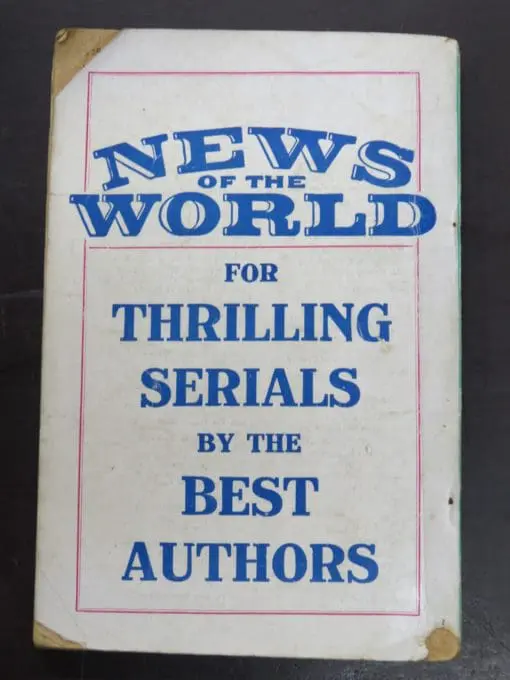 NEWS
OF THE
WORLD
FOR
THRILLING
SERIALS
BY THE
BEST
AUTHORS